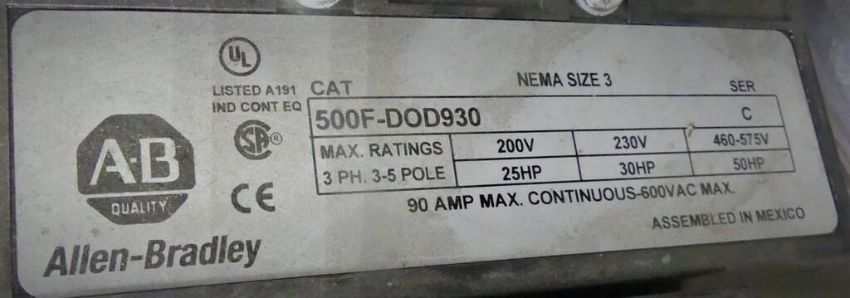 UL
LISTED A191
IND CONT EQ
CAT
NEMA SIZE 3
SER
500F-DOD930
C
MAX. RATINGS
200V
230V
460-575V
3 PH. 3-5 POLE
25HP
30HP
50HP
90 AMP MAX. CONTINUOUS-600VAC MAX.
ASSEMBLED IN MEXICO
SA
CE
A-B
QUALITY
Allen-Bradley